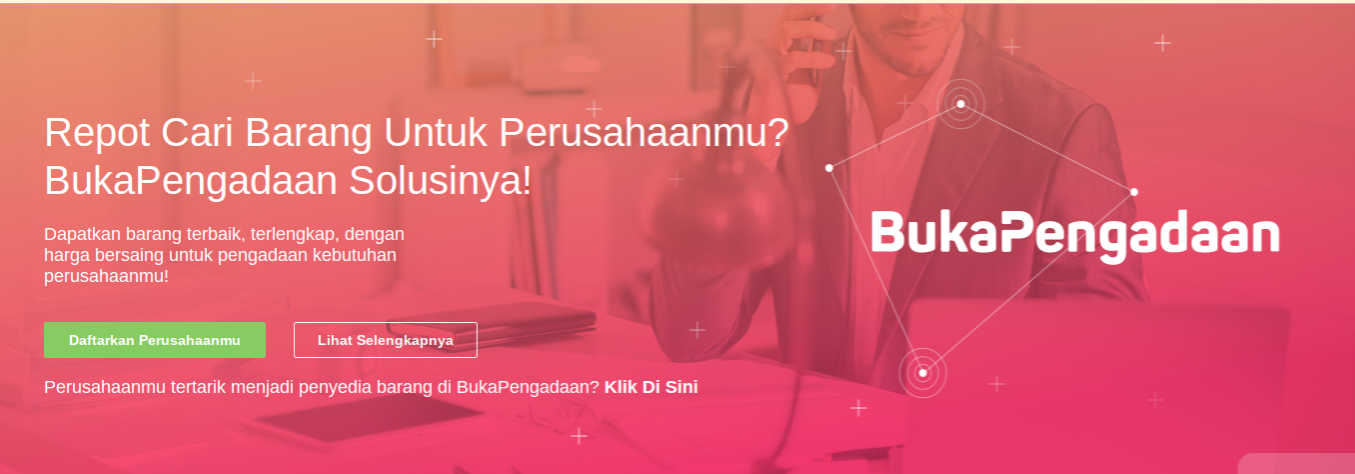 Repot Cari Barang Untuk Perusahaanmu?
BukaPengadaan Solusinya!
Dapatkan barang terbaik, terlengkap, dengan
harga bersaing untuk pengadaan kebutuhan
perusahaanmu!
Daftarkan Perusahaanmu
Lihat Selengkapnya
Perusahaanmu tertarik menjadi penyedia barang di BukaPengadaan? Klik Di Sini
BukaPengadaan